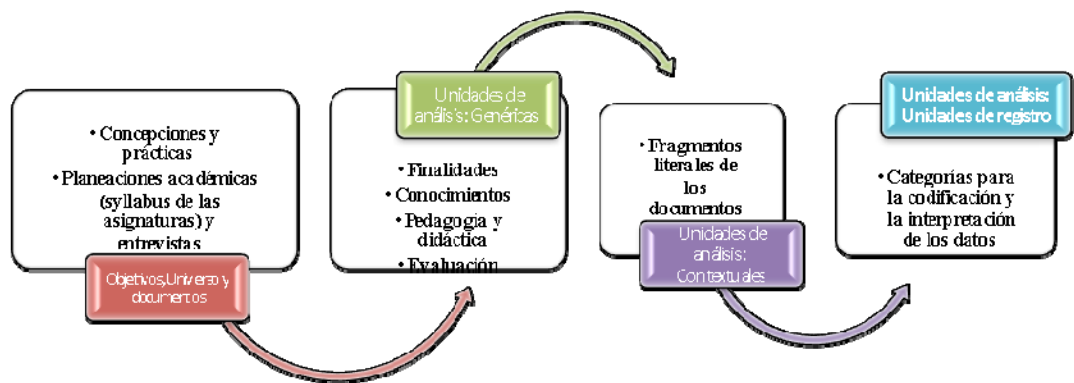 • Concepciones y
prácticas
• Planeaciones académicas
(syllabus de las
asignaturas) y
entrevistas
Objetivos, Universo y
documentos
Unidades de
análisis: Genéricas
• Finalidades
• Conocimientos
• Pedagogía y
didáctica
• Evaluación
• Fragmentos
literales de
los
documentos
Unidades de
análisis:
Contextuales
Unidades de análisis:
Unidades de registro
• Categorías para
la codificación y
la interpretación
de los datos